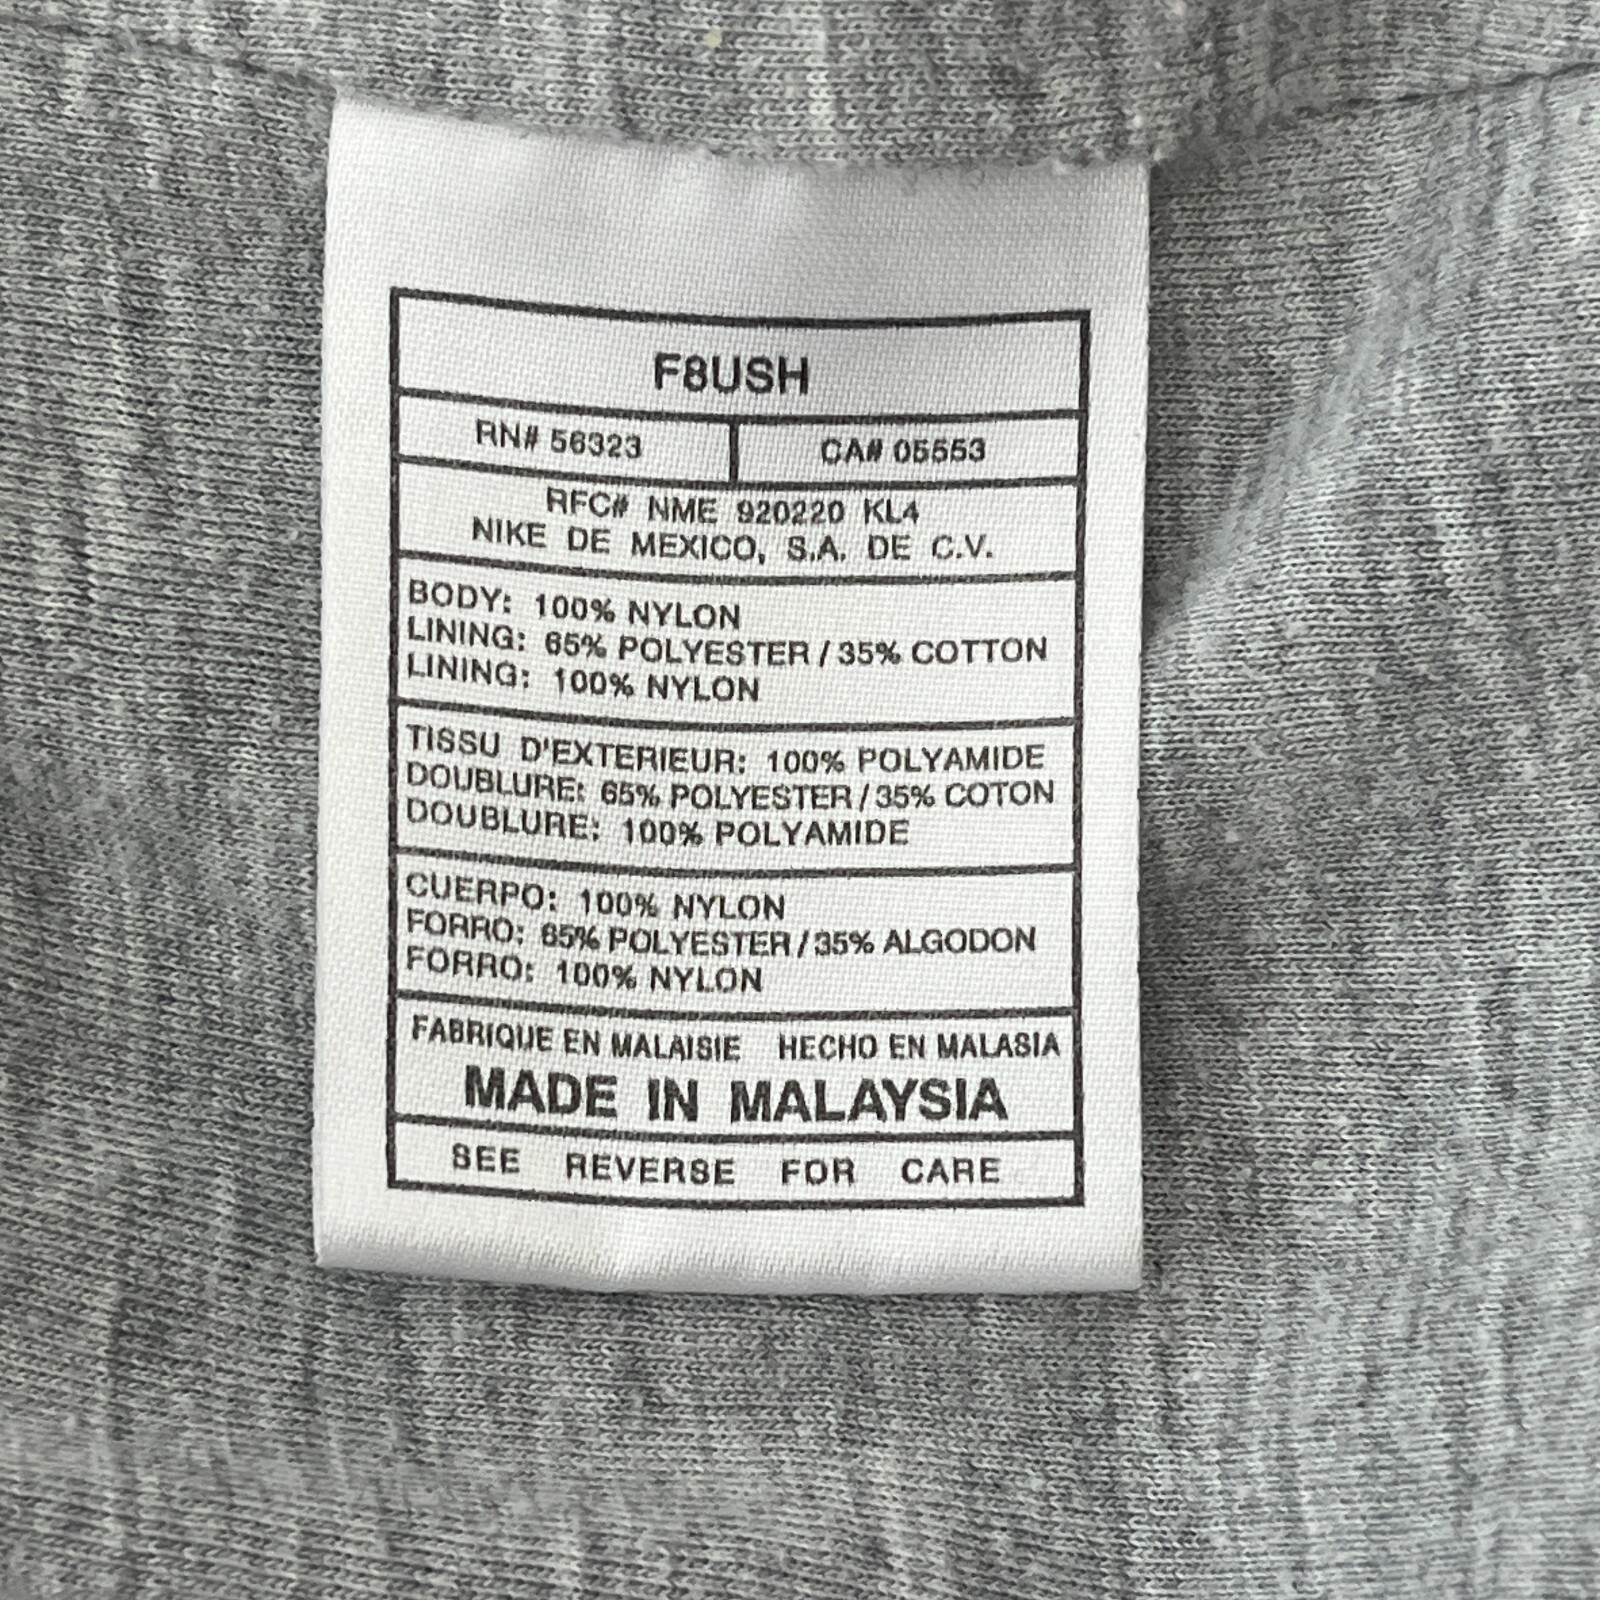 F8USH
RN# 56323 CA# 05553
RFC# NME 920220 KL4
NIKE DE MEXICO, S.A. DE C.V.
BODY: 100% NYLON
LINING: 65% POLYESTER / 35% COTTON
LINING: 100% NYLON
TISSU D'EXTERIEUR: 100% POLYAMIDE
DOUBLURE: 65% POLYESTER / 35% COTON
DOUBLURE: 100% POLYAMIDE
CUERPO: 100% NYLON
FORRO: 65% POLYESTER / 35% ALGODON
FORRO: 100% NYLON
FABRIQUE EN MALAISIE HECHO EN MALASIA
MADE IN MALAYSIA
SEE REVERSE FOR CARE